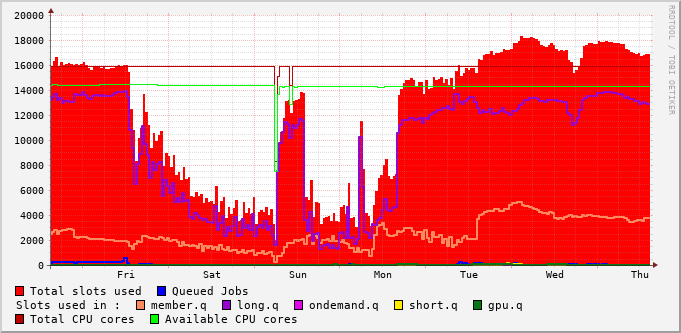 20000
18000
16000
14000
12000
10000
8000
6000
4000
2000
0
Fri Sat Sun Mon Tue Wed Thu
Total slots used Queued Jobs
Slots used in : member.q long.q ondemand.q short.q gpu.q
Total CPU cores Available CPU cores
RRDTOOL / TOBI OETIKER